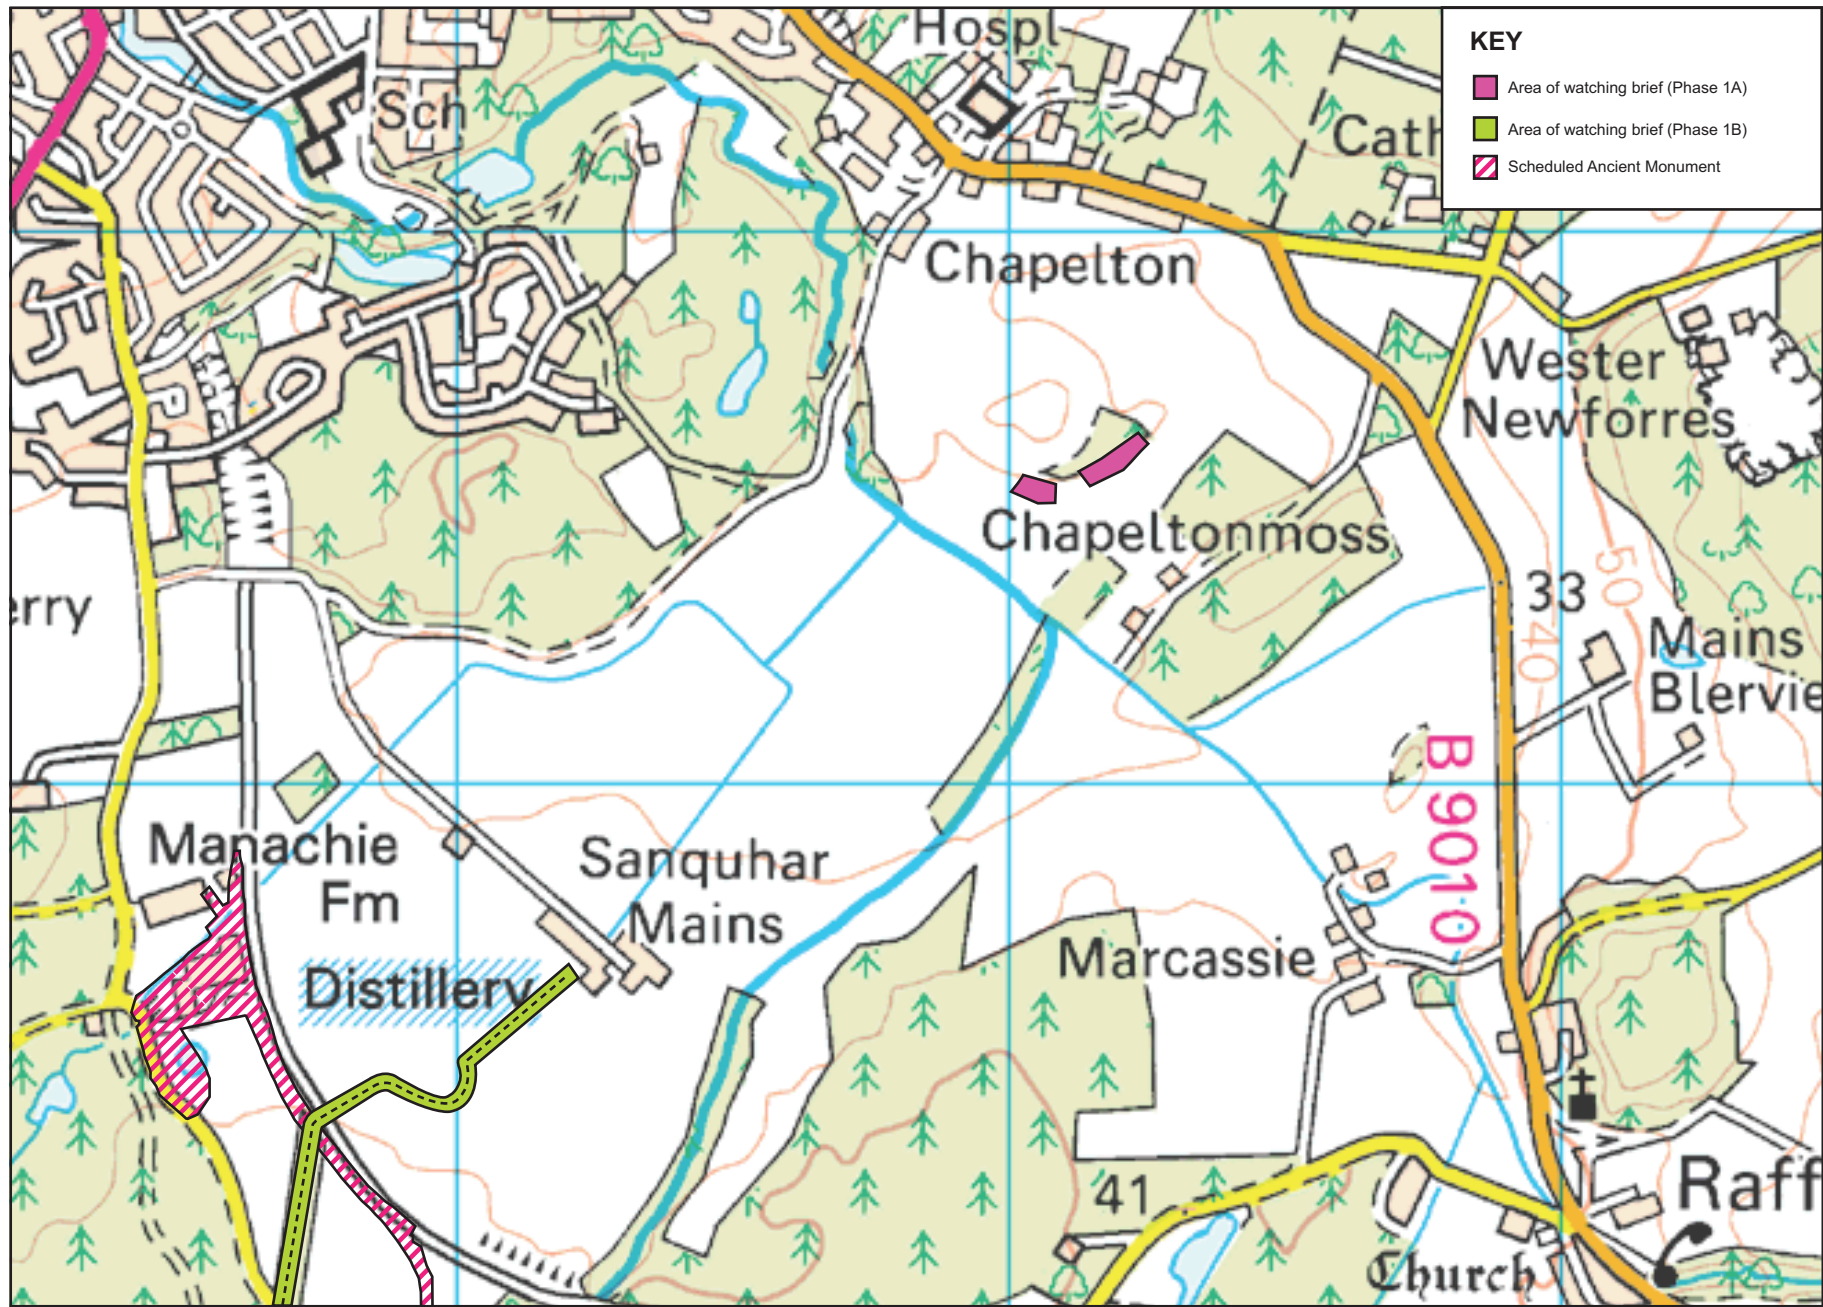 Hospl
KEY
Area of watching brief (Phase 1A)
Area of watching brief (Phase 1B)
Scheduled Ancient Monument
Sch
Cath
Chapelton
Wester
Newforres
Chapeltonmoss
erry
33
50
40
Mains
Blervie
B 9010
Manachie
Fm
Sanquhar
Mains
Distillery
Marcassie
41
Raff
Church